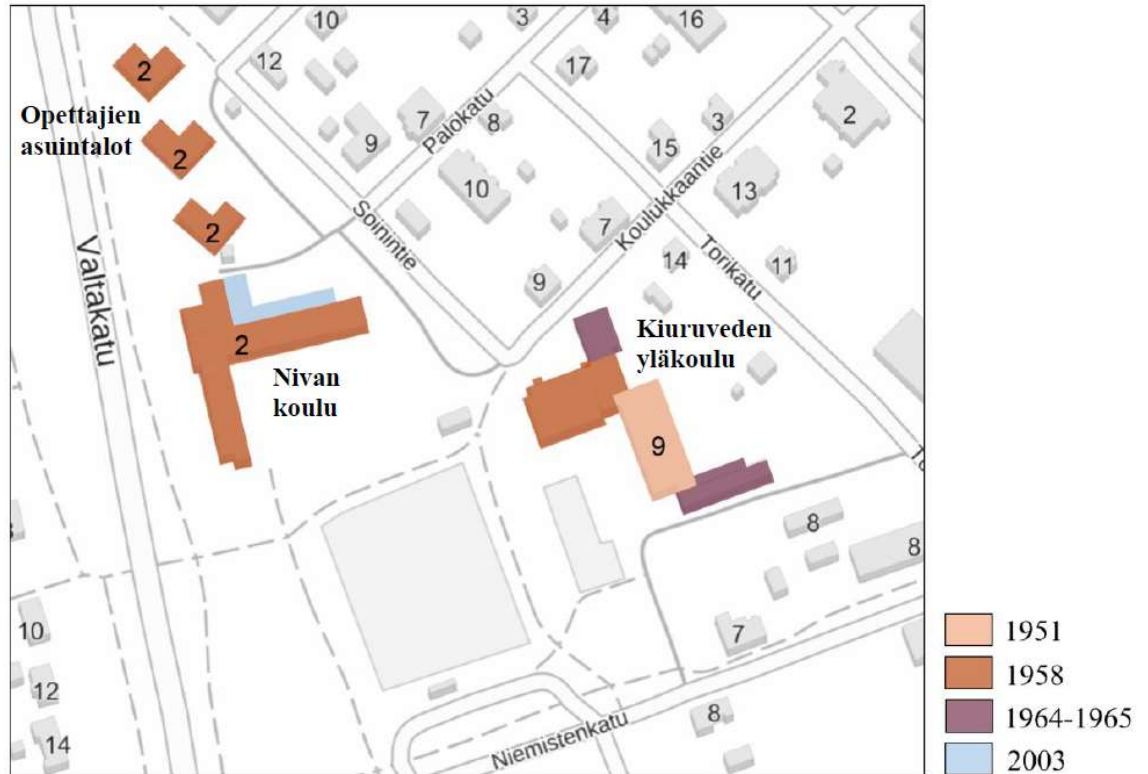 10
3
4
16
12
17
2
Opettajien
asuintalot
7
8
3
2
9
Palokatu
15
2
10
13
Koulukkaantie
2
7
Soinintie
Valtakatu
14
Torikatu
11
9
2
Nivan
koulu
Kiuruveden
yläkoulu
9
8
8
10
7
12
8
14
Niemistenkatu
1951
1958
1964-1965
2003